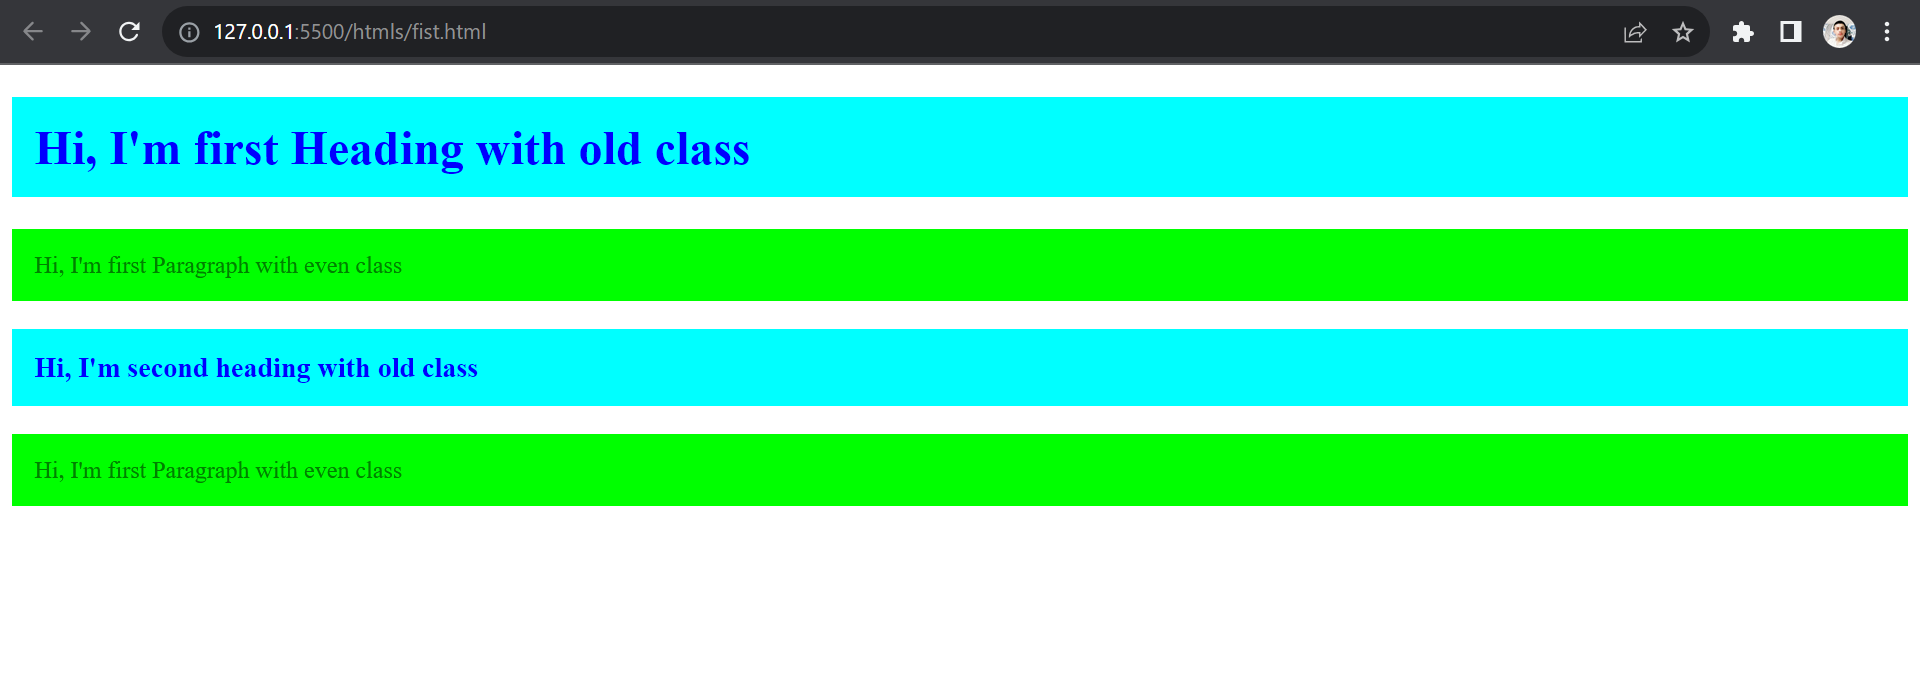 127.0.0.1:5500/htmls/fist.html
Hi, I'm first Heading with old class
Hi, I'm first Paragraph with even class
Hi, I'm second heading with old class
Hi, I'm first Paragraph with even class